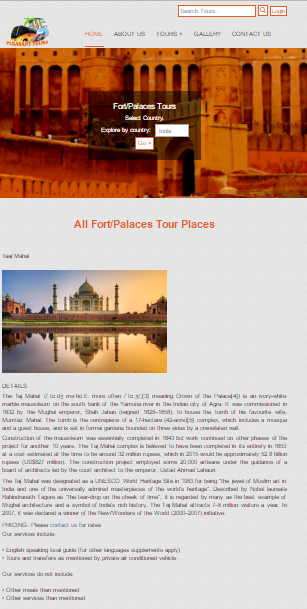 PLEASANT TOURS
Search Tours..
Login
HOME ABOUT US TOURS + GALLERY CONTACT US
Fort/Palaces Tours
Select Country.
Explore by country: India
Go >
All Fort/Palaces Tour Places
Taaj Mahal
DETAILS
The Taj Mahal more often is an ivory-white
marble mausoleum on the south bank of the Yamuna river in the Indian city of Agra. It was commissioned in
1632 by the Mughal emperor, Shah Jahan (reigned 1628–1658), to house the tomb of his favourite wife,
Mumtaz Mahal. The tomb is the centrepiece of a 17-hectare (42-acre)[5] complex, which includes a mosque
and a guest house, and is set in formal gardens bounded on three sides by a crenellated wall.
Construction of the mausoleum was essentially completed in 1643 but work continued on other phases of the
project for another 10 years. The Taj Mahal complex is believed to have been completed in its entirety in 1653
at a cost estimated at the time to be around 32 million rupees, which in 2015 would be approximately 52.8 billion
rupees (US$827 million). The construction project employed some 20,000 artisans under the guidance of a
board of architects led by the court architect to the emperor, Ustad Ahmad Lahauri.
The Taj Mahal was designated as a UNESCO World Heritage Site in 1983 for being "the jewel of Muslim art in
India and one of the universally admired masterpieces of the world's heritage". Described by Nobel laureate
Rabindranath Tagore as "the tear-drop on the cheek of time", it is regarded by many as the best example of
Mughal architecture and a symbol of India's rich history. The Taj Mahal attracts 7–8 million visitors a year. In
2007, it was declared a winner of the New7Wonders of the World (2000–2007) initiative.
PRICING: Please contact us for rates
Our services include:
• English speaking local guide (for other languages supplements apply)
• Tours and transfers as mentioned by private air conditioned vehicle
Our services do not include:
• Other meals than mentioned
• Other services than mentioned